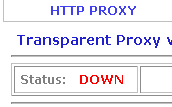 HTTP PROXY
Transparent Proxy
Status: DOWN